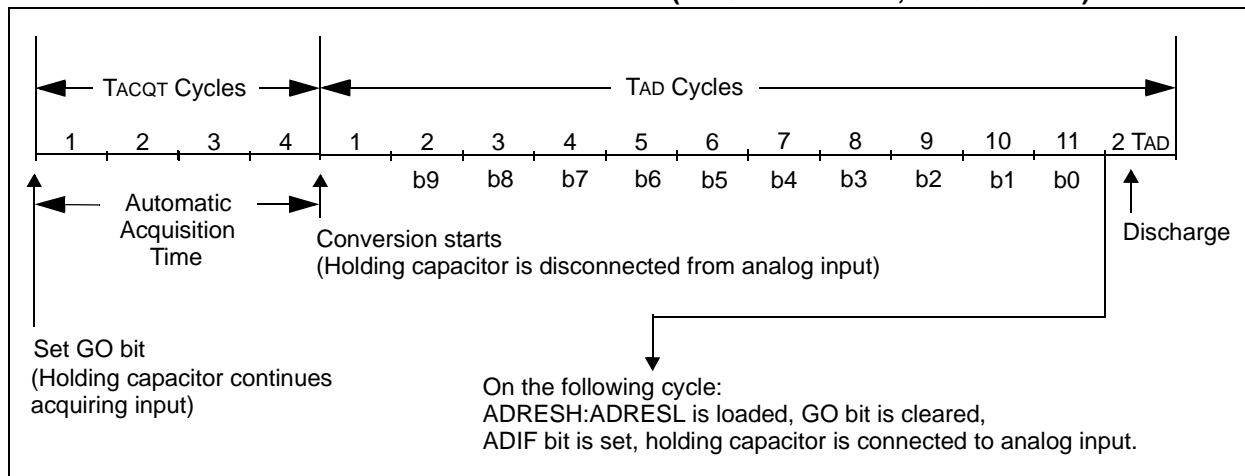 TACQT Cycles
TAD Cycles
1 2 3 4 1 2 3 4 5 6 7 8 9 10 11 2 TAD
b9 b8 b7 b6 b5 b4 b3 b2 b1 b0
Automatic
Acquisition
Time
Conversion starts
(Holding capacitor is disconnected from analog input)
Discharge
Set GO bit
(Holding capacitor continues
acquiring input)
On the following cycle:
ADRESH:ADRESL is loaded, GO bit is cleared,
ADIF bit is set, holding capacitor is connected to analog input.